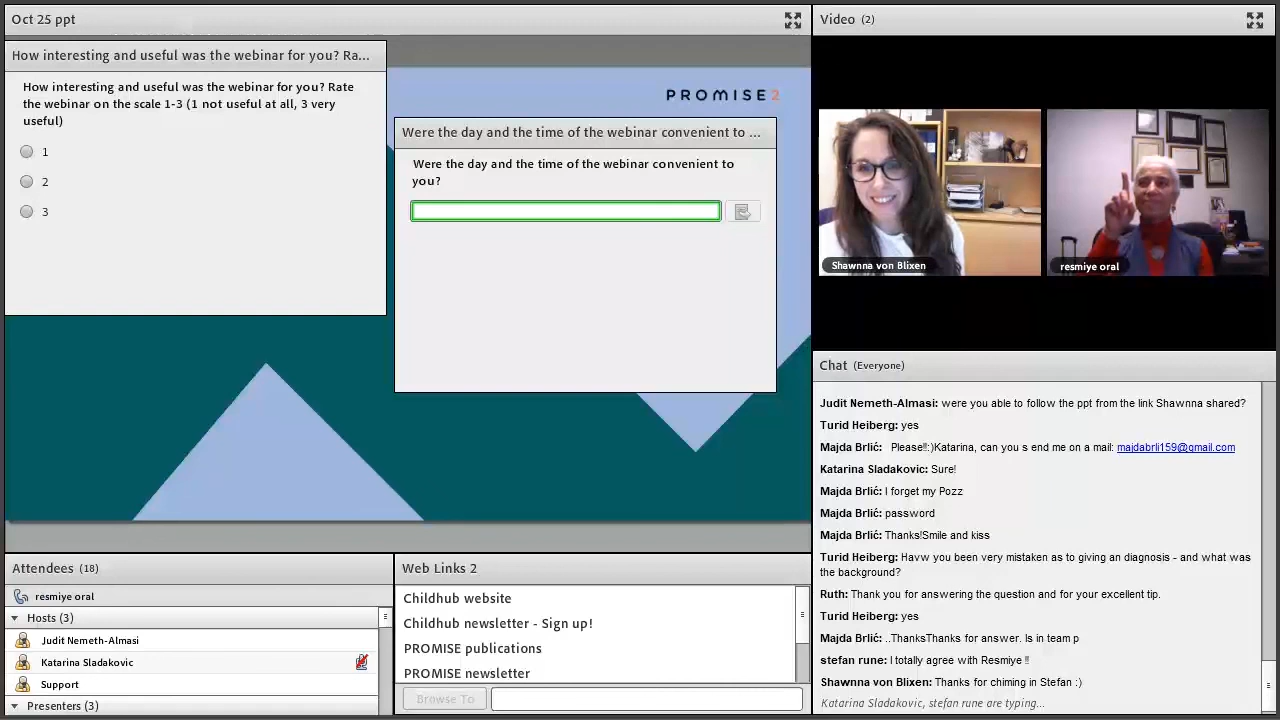 Oct 25 ppt
How interesting and useful was the webinar for you? Ra...
How interesting and useful was the webinar for you? Rate
the webinar on the scale 1-3 (1 not useful at all, 3 very
useful)
1
2
3
PROMISE2
Were the day and the time of the webinar convenient to ...
Were the day and the time of the webinar convenient to
you?
Attendees (18)
resmiye oral
Hosts (3)
Judit Nemeth-Almasi
Katarina Sladakovic
Support
Presenters (3)
Web Links 2
Childhub website
Childhub newsletter - Sign up!
PROMISE publications
PROMISE newsletter
Browse To
Video (2)
Shawnna von Blixen
resmiye oral
Chat (Everyone)
Judit Nemeth-Almasi: were you able to follow the ppt from the link Shawnna shared?
Turid Heiberg: yes
Majda Brlić: Please!!:)Katarina, can you s end me on a mail: majdabrli159@gmail.com
Katarina Sladakovic: Sure!
Majda Brlić: I forget my Pozz
Majda Brlić: password
Majda Brlić: Thanks!Smile and kiss
Turid Heiberg: Havw you been very mistaken as to giving an diagnosis - and what was
the background?
Ruth: Thank you for answering the question and for your excellent tip.
Turid Heiberg: yes
Majda Brlić: ..ThanksThanks for answer. Is in team p
stefan rune: I totally agree with Resmiye !!
Shawnna von Blixen: Thanks for chiming in Stefan :)
Katarina Sladakovic, stefan rune are typing...